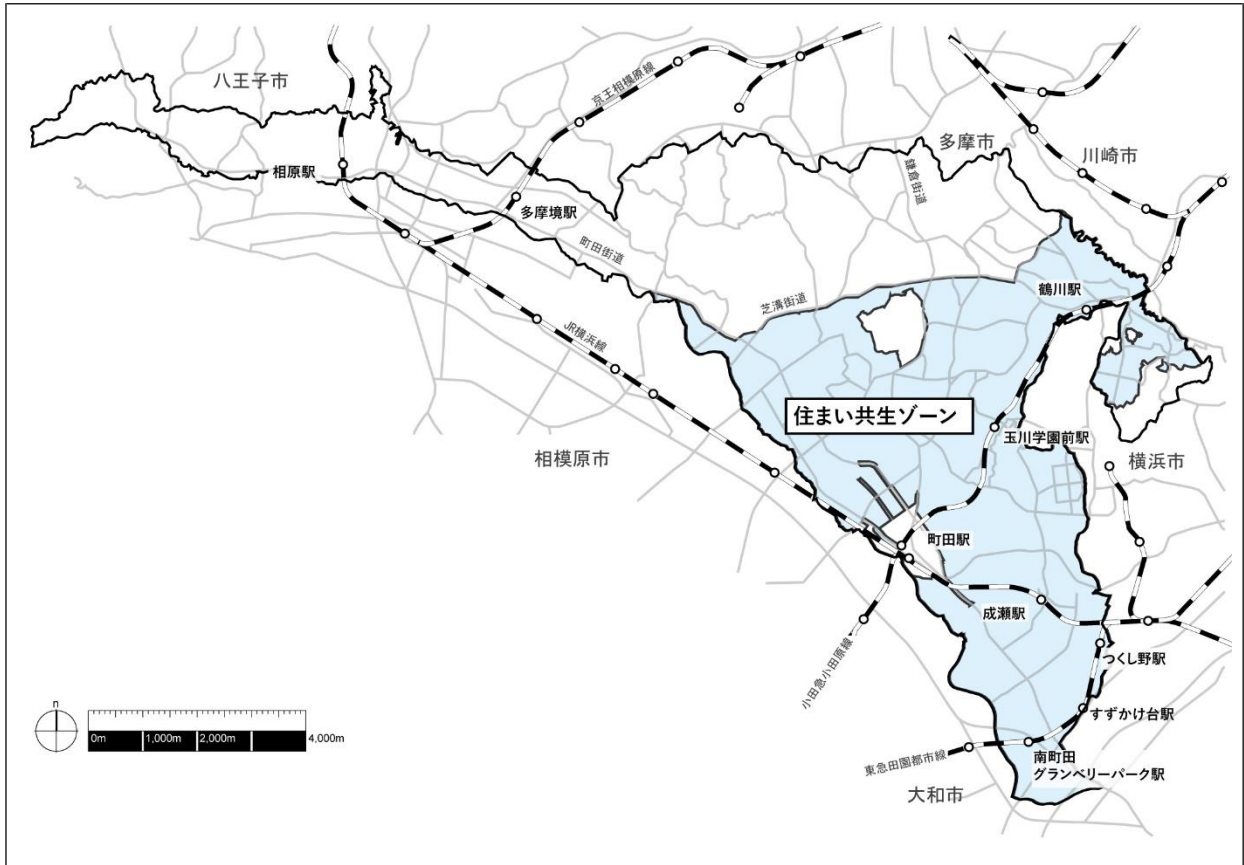 八王子市
京王相模原線
多摩市
川崎市
鎌倉街道
相原駅
多摩境駅
町田街道
芝溝街道
鶴川駅
JR横浜線
住まい共生ゾーン
玉川学園前駅
相模原市
横浜市
町田駅
成瀬駅
小田急小田原線
つくし野駅
すずかけ台駅
n
0m 1,000m 2,000m 4,000m
東急田園都市線
南町田
グランベリーパーク駅
大和市